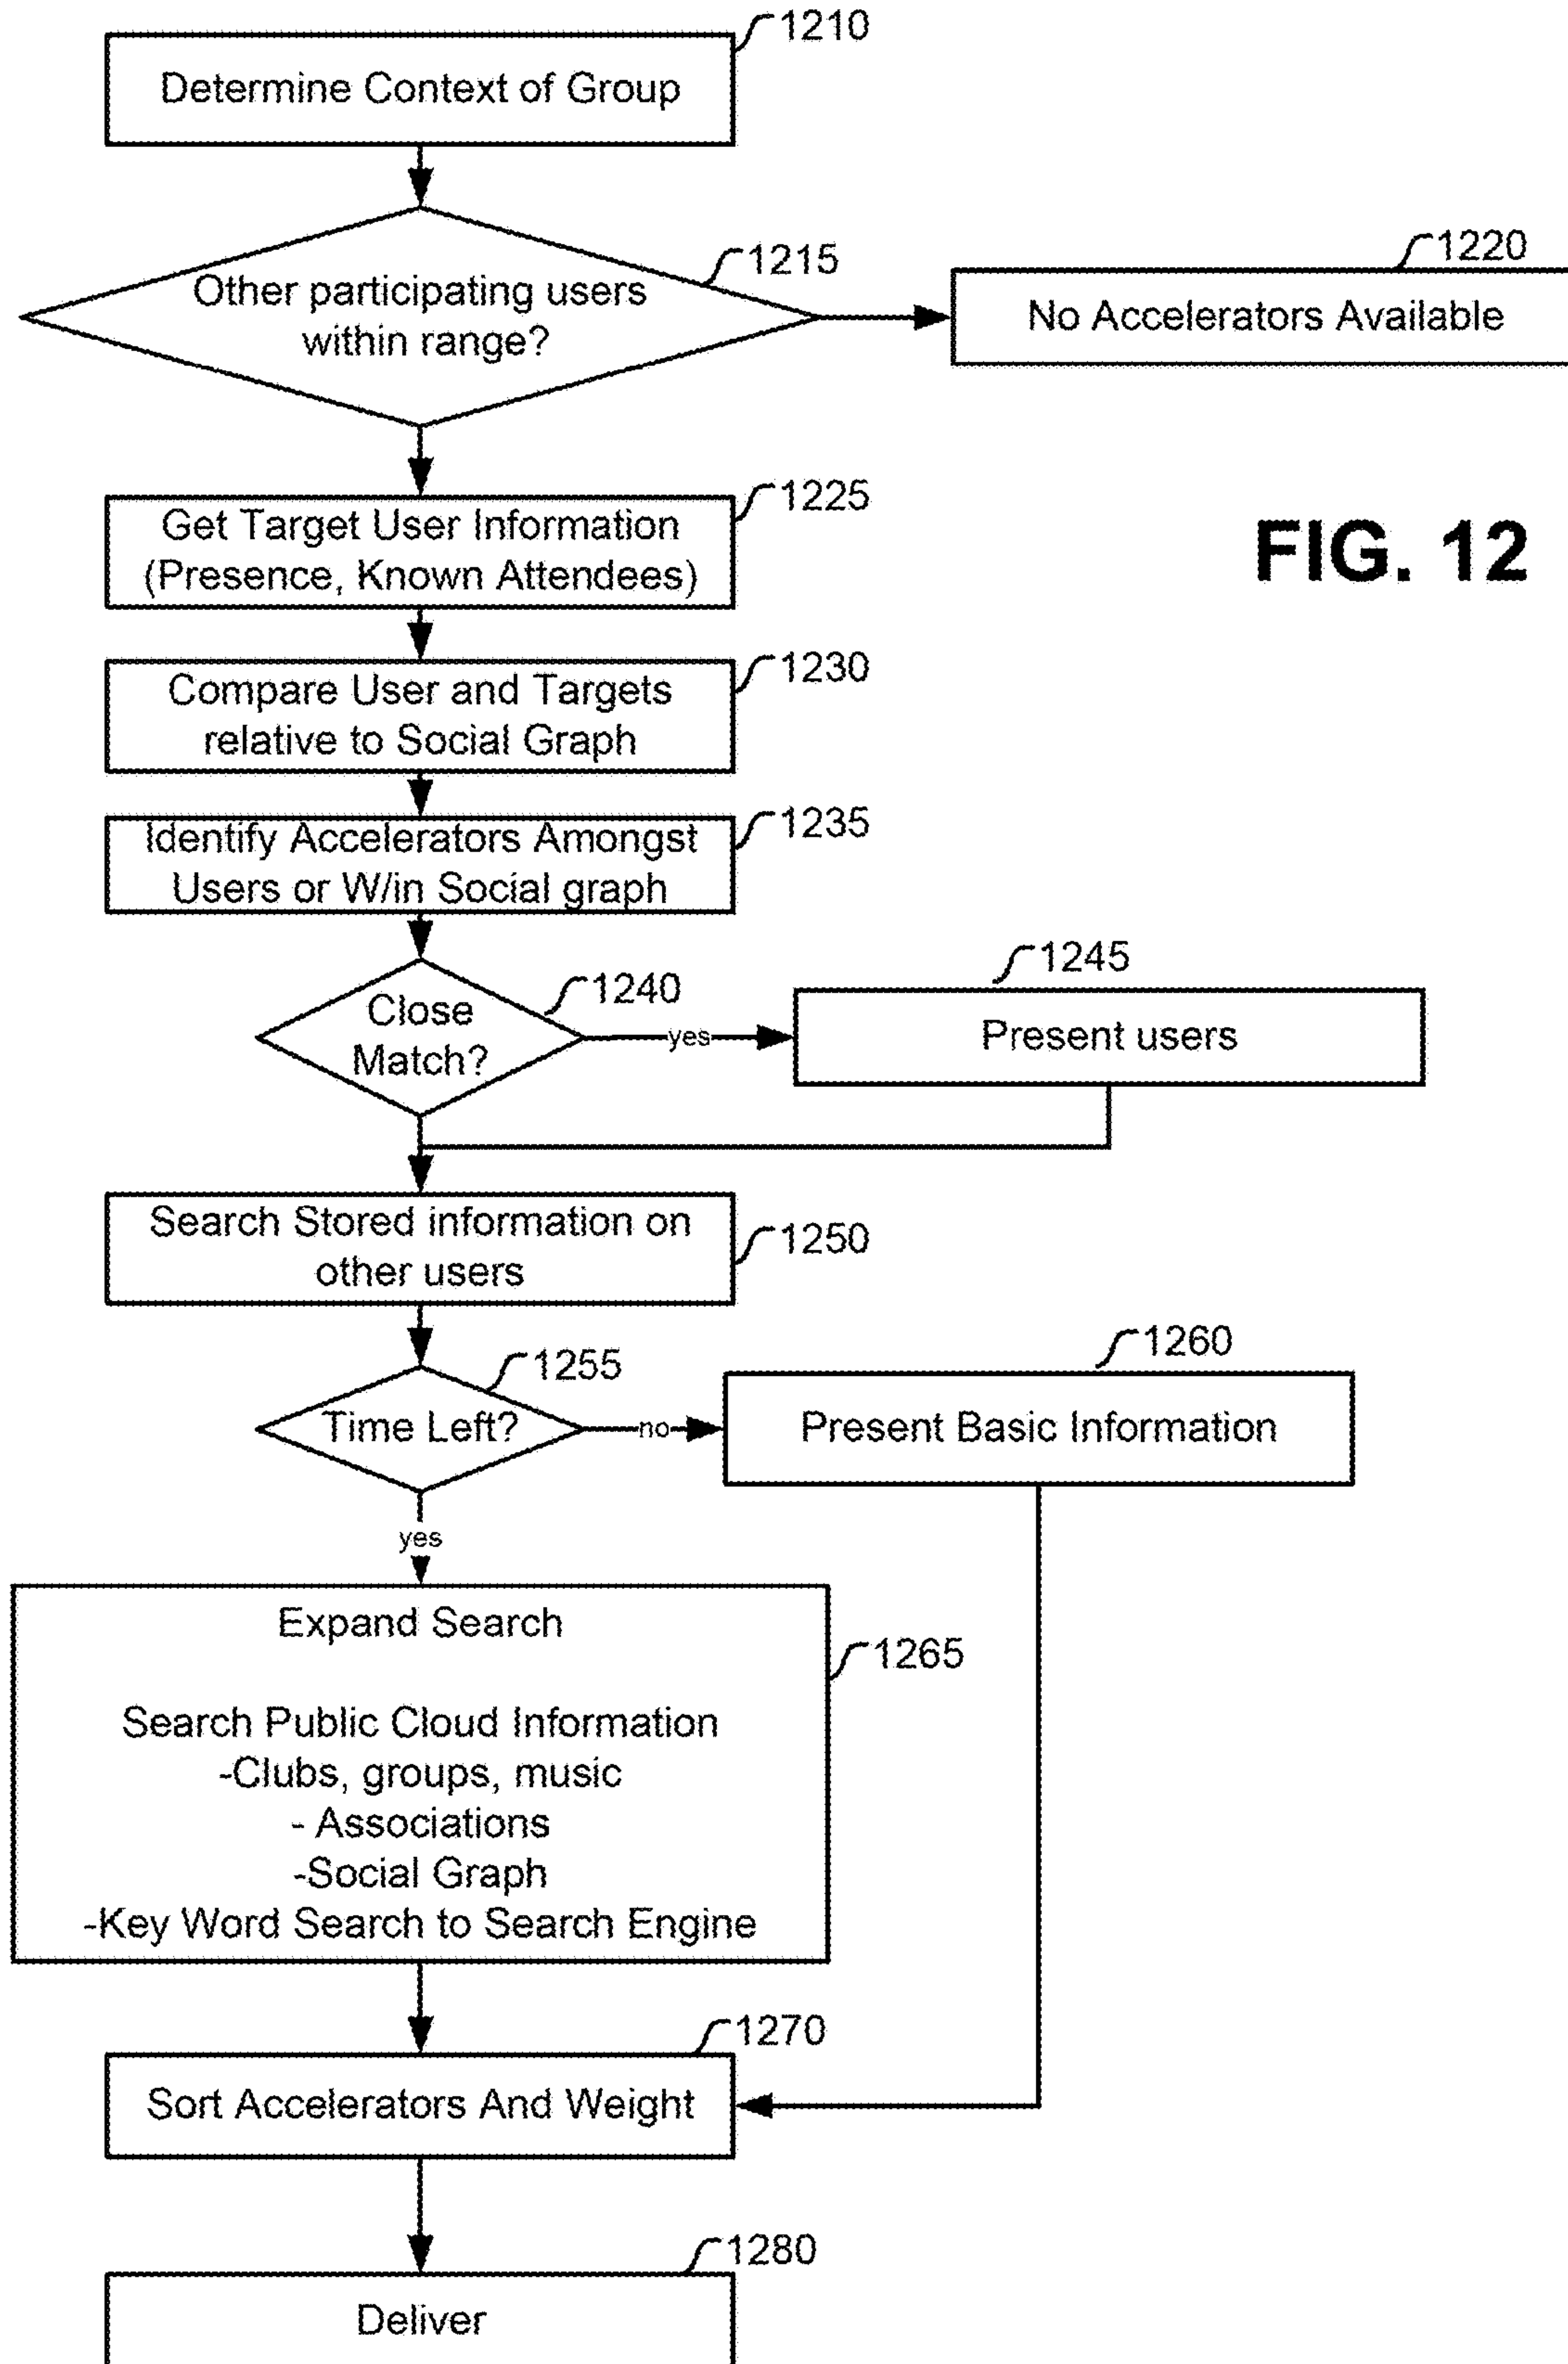 1210
Determine Context of Group
1215
Other participating users
within range?
1220
No Accelerators Available
1225
Get Target User Information
(Presence, Known Attendees)
FIG. 12
1230
Compare User and Targets
relative to Social Graph
1235
Identify Accelerators Amongst
Users or W/in Social graph
1240
Close
Match?
yes
1245
Present users
1250
Search Stored information on
other users
1255
Time Left?
no
1260
Present Basic Information
yes
1265
Expand Search
Search Public Cloud Information
-Clubs, groups, music
- Associations
-Social Graph
-Key Word Search to Search Engine
1270
Sort Accelerators And Weight
1280
Deliver